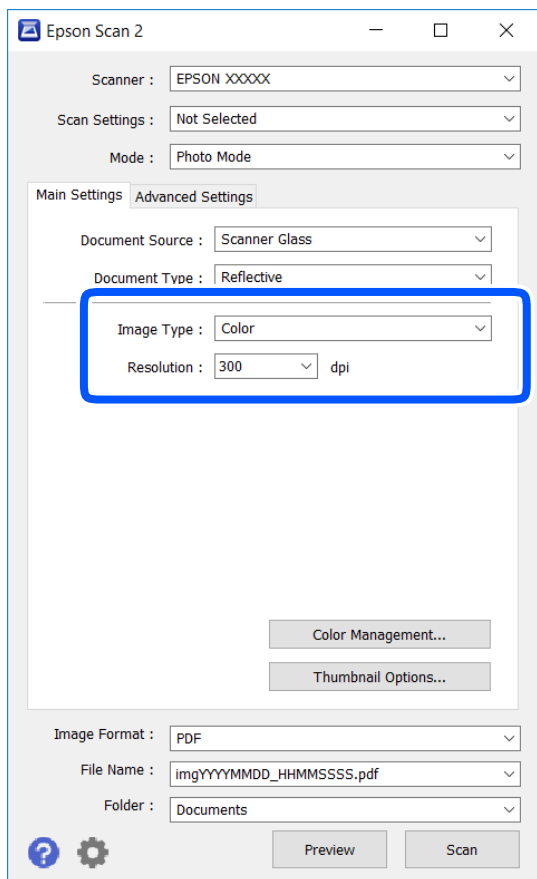 Epson Scan 2
Scanner : EPSON XXXXX
Scan Settings : Not Selected
Mode : Photo Mode
Main Settings Advanced Settings
Document Source : Scanner Glass
Document Type : Reflective
Image Type : Color
Resolution : 300 dpi
Color Management...
Thumbnail Options...
Image Format : PDF
File Name : imgYYYYMMDD_HHMMSSSS.pdf
Folder : Documents
? Preview Scan